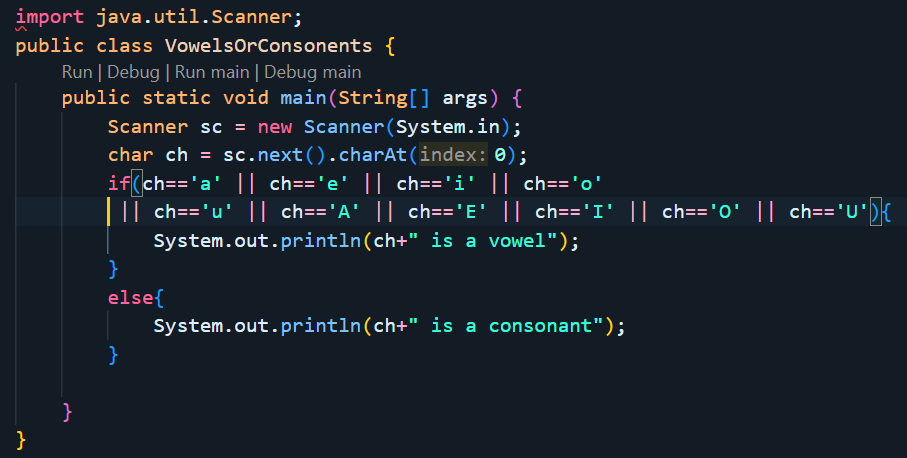 import java.util.Scanner;
public class VowelsOrConsonents {
Run | Debug | Run main | Debug main
public static void main(String[] args) {
Scanner sc = new Scanner(System.in);
char ch = sc.next().charAt(index: 0);
if(ch=='a' || ch=='e' || ch=='i' || ch=='o'
|| ch=='u' || ch=='A' || ch=='E' || ch=='I' || ch=='O' || ch=='U'){
System.out.println(ch+" is a vowel");
}
else{
System.out.println(ch+" is a consonant");
}
}
}